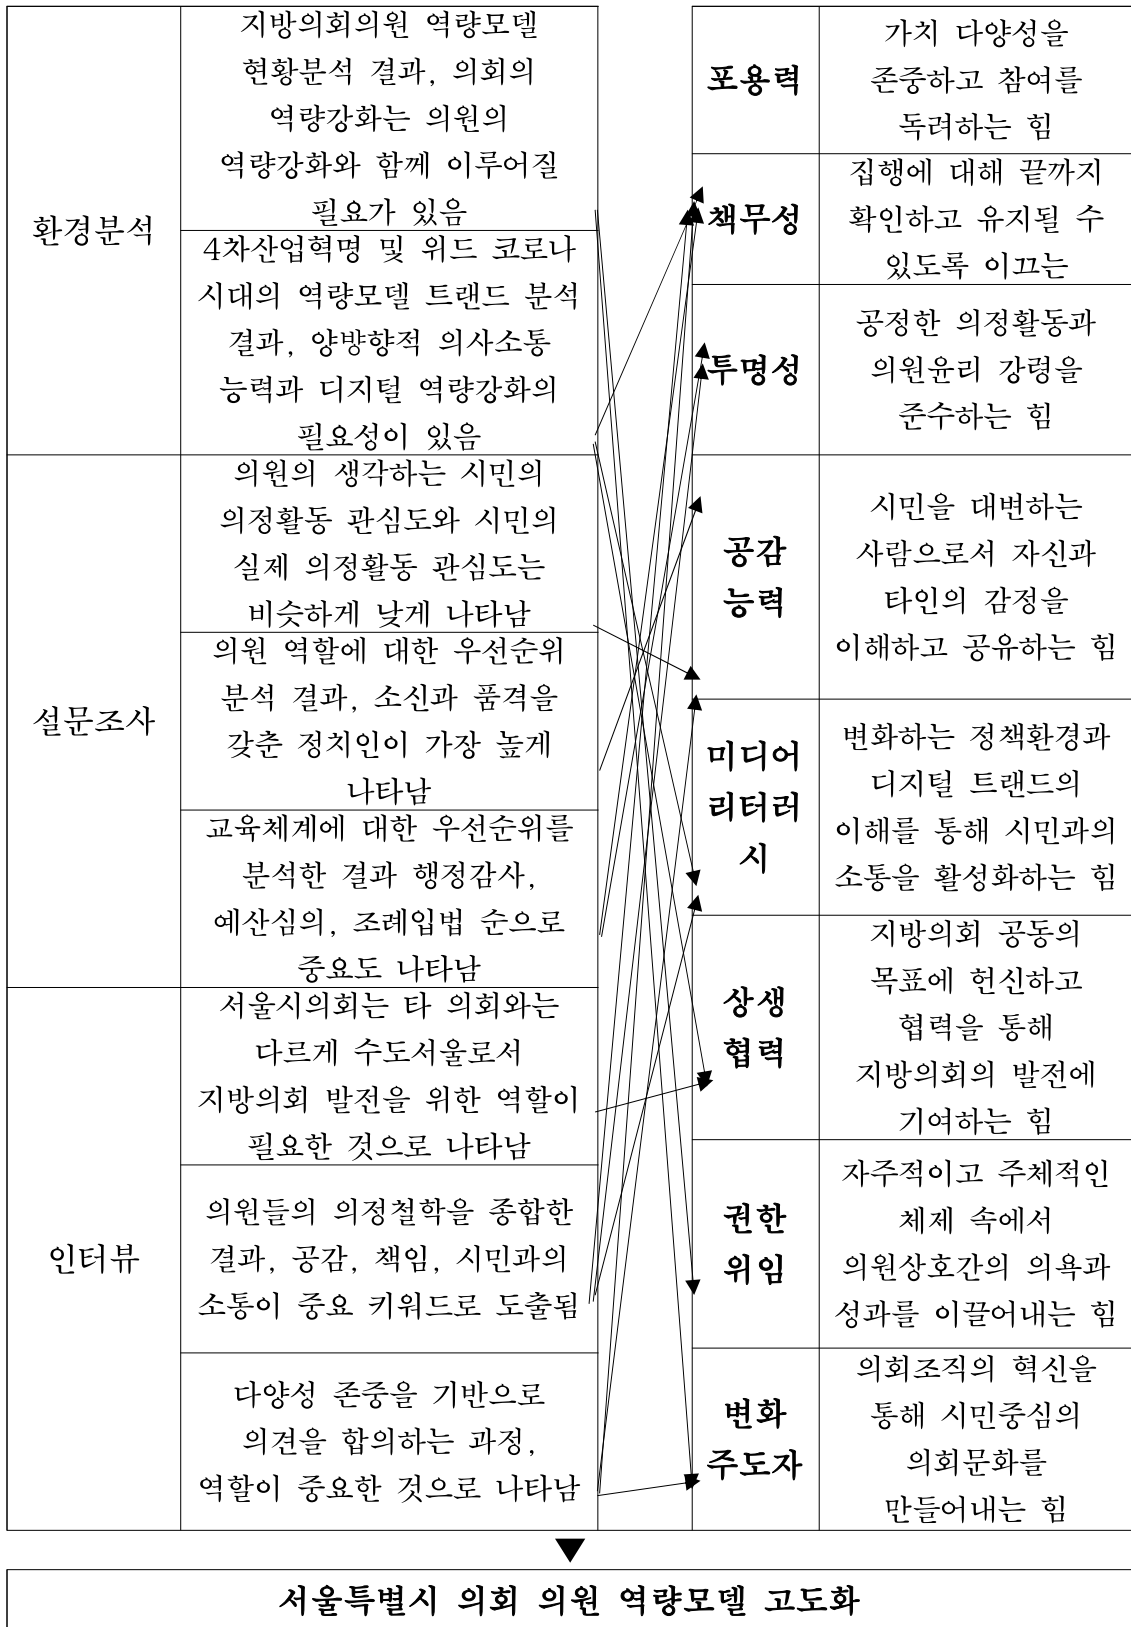 환경분석
지방의회의원 역량모델
현황분석 결과, 의회의
역량강화는 의원의
역량강화와 함께 이루어질
필요가 있음
4차산업혁명 및 위드 코로나
시대의 역량모델 트랜드 분석
결과, 양방향적 의사소통
능력과 디지털 역량강화의
필요성이 있음
설문조사
의원의 생각하는 시민의
의정활동 관심도와 시민의
실제 의정활동 관심도는
비슷하게 낮게 나타남
의원 역할에 대한 우선순위
분석 결과, 소신과 품격을
갖춘 정치인이 가장 높게
나타남
교육체계에 대한 우선순위를
분석한 결과 행정감사,
예산심의, 조례입법 순으로
중요도 나타남
인터뷰
서울시의회는 타 의회와는
다르게 수도서울로서
지방의회 발전을 위한 역할이
필요한 것으로 나타남
의원들의 의정철학을 종합한
결과, 공감, 책임, 시민과의
소통이 중요 키워드로 도출됨
다양성 존중을 기반으로
의견을 합의하는 과정,
역할이 중요한 것으로 나타남
포용력
가치 다양성을
존중하고 참여를
독려하는 힘
책무성
집행에 대해 끝까지
확인하고 유지될 수
있도록 이끄는
투명성
공정한 의정활동과
의원윤리 강령을
준수하는 힘
공감
능력
시민을 대변하는
사람으로서 자신과
타인의 감정을
이해하고 공유하는 힘
미디어
리터러
시
변화하는 정책환경과
디지털 트랜드의
이해를 통해 시민과의
소통을 활성화하는 힘
상생
협력
지방의회 공동의
목표에 헌신하고
협력을 통해
지방의회의 발전에
기여하는 힘
권한
위임
자주적이고 주체적인
체제 속에서
의원상호간의 의욕과
성과를 이끌어내는 힘
변화
주도자
의회조직의 혁신을
통해 시민중심의
의회문화를
만들어내는 힘
서울특별시 의회 의원 역량모델 고도화